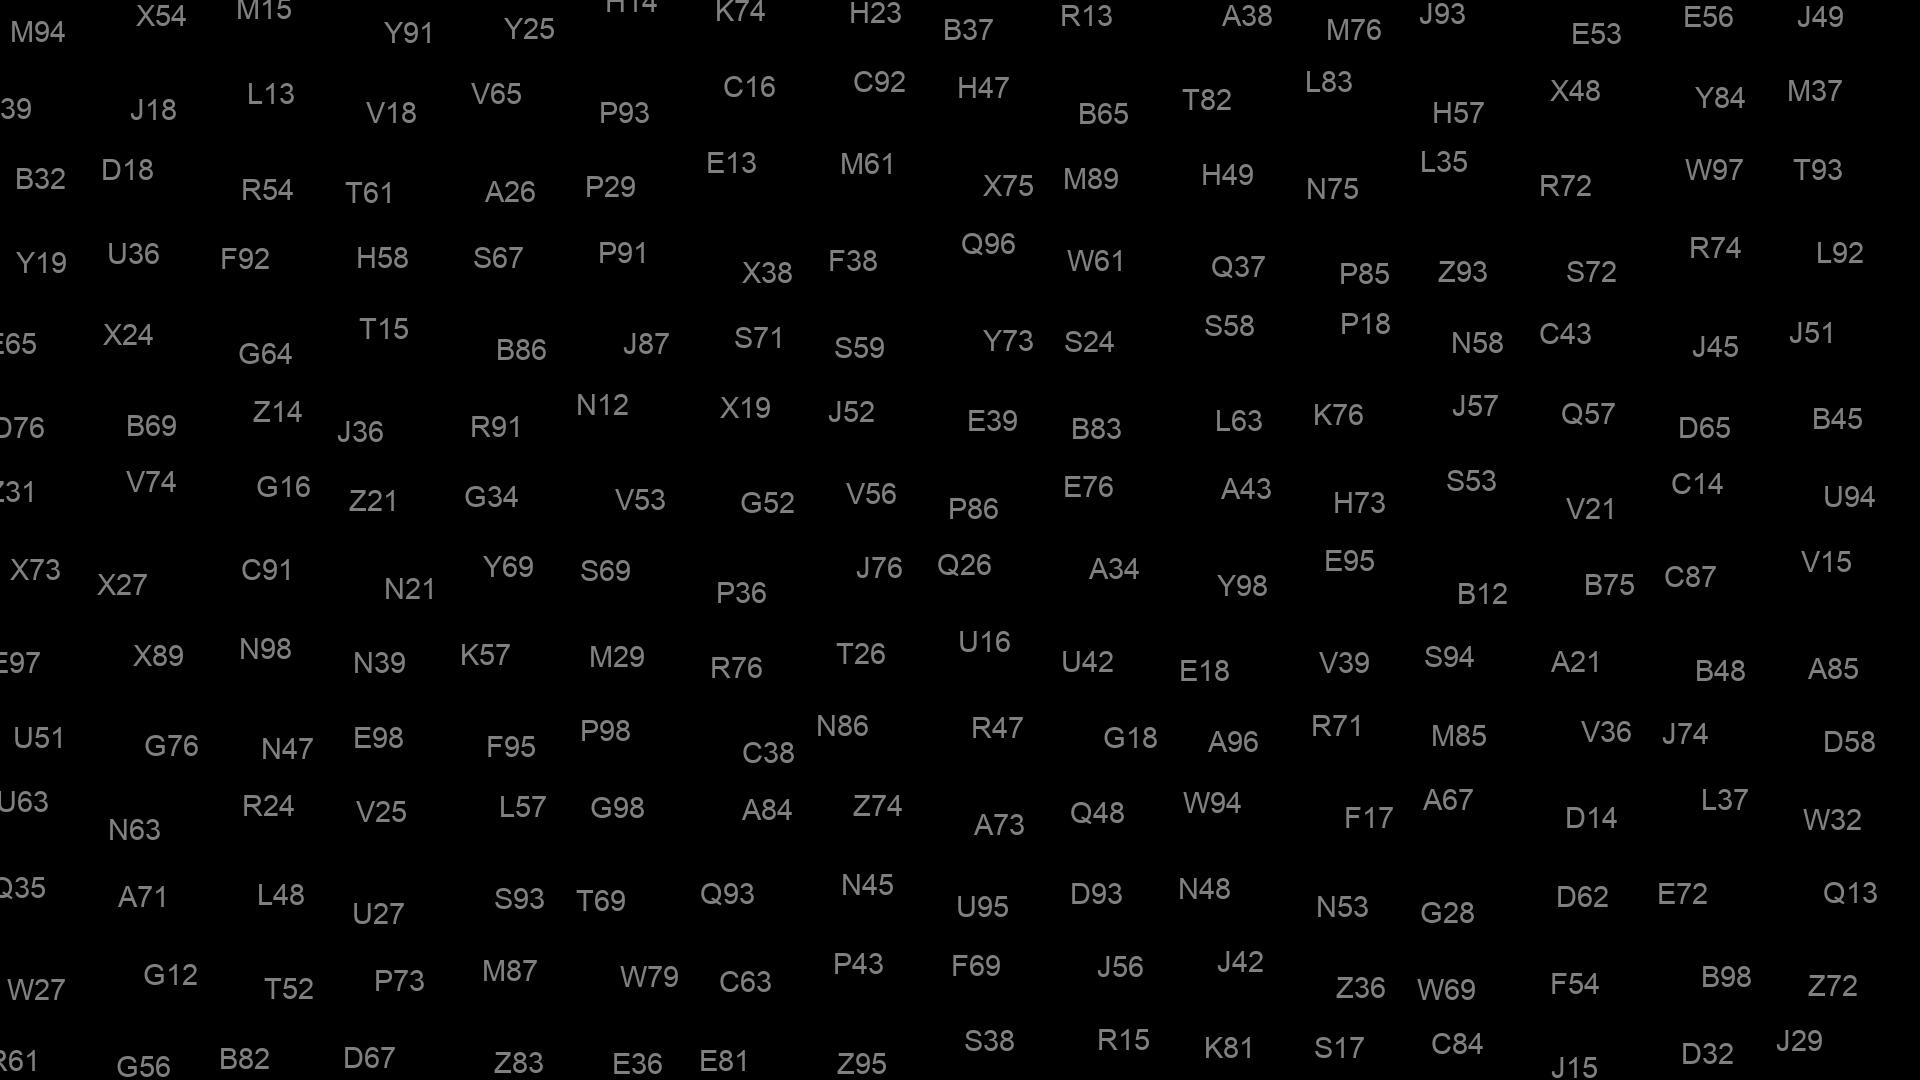 M94 X54 M15 Y91 Y25 H14 K74 H23 B37 R13 A38 M76 J93 E53 E56 J49
39 J18 L13 V18 V65 P93 C16 C92 H47 B65 T82 L83 H57 X48 Y84 M37
B32 D18 R54 T61 A26 P29 E13 M61 X75 M89 H49 N75 L35 R72 W97 T93
Y19 U36 F92 H58 S67 P91 X38 F38 Q96 W61 Q37 P85 Z93 S72 R74 L92
E65 X24 G64 T15 B86 J87 S71 S59 Y73 S24 S58 P18 N58 C43 J45 J51
D76 B69 Z14 J36 R91 N12 X19 J52 E39 B83 L63 K76 J57 Q57 D65 B45
Z31 V74 G16 Z21 G34 V53 G52 V56 P86 E76 A43 H73 S53 V21 C14 U94
X73 X27 C91 N21 Y69 S69 P36 J76 Q26 A34 Y98 E95 B12 B75 C87 V15
E97 X89 N98 N39 K57 M29 R76 T26 U16 U42 E18 V39 S94 A21 B48 A85
U51 G76 N47 E98 F95 P98 C38 N86 R47 G18 A96 R71 M85 V36 J74 D58
U63 N63 R24 V25 L57 G98 A84 Z74 A73 Q48 W94 F17 A67 D14 L37 W32
Q35 A71 L48 U27 S93 T69 Q93 N45 U95 D93 N48 N53 G28 D62 E72 Q13
W27 G12 T52 P73 M87 W79 C63 P43 F69 J56 J42 Z36 W69 F54 B98 Z72
R61 G56 B82 D67 Z83 E36 E81 Z95 S38 R15 K81 S17 C84 J15 D32 J29